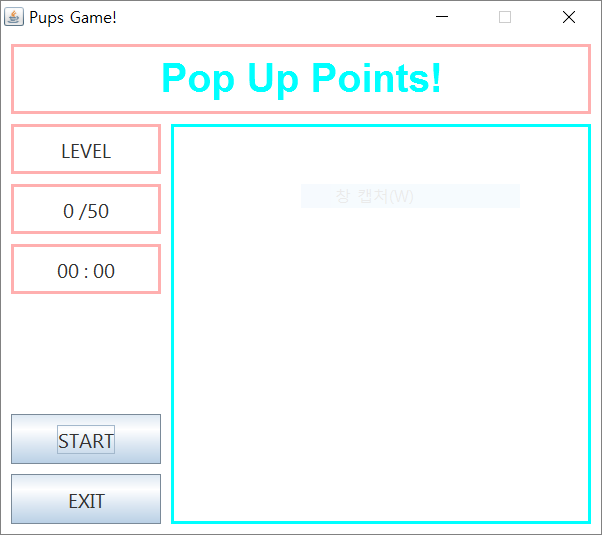 Pups Game!
Pop Up Points!
LEVEL
0 /50
00 : 00
창 캡처(W)
START
EXIT